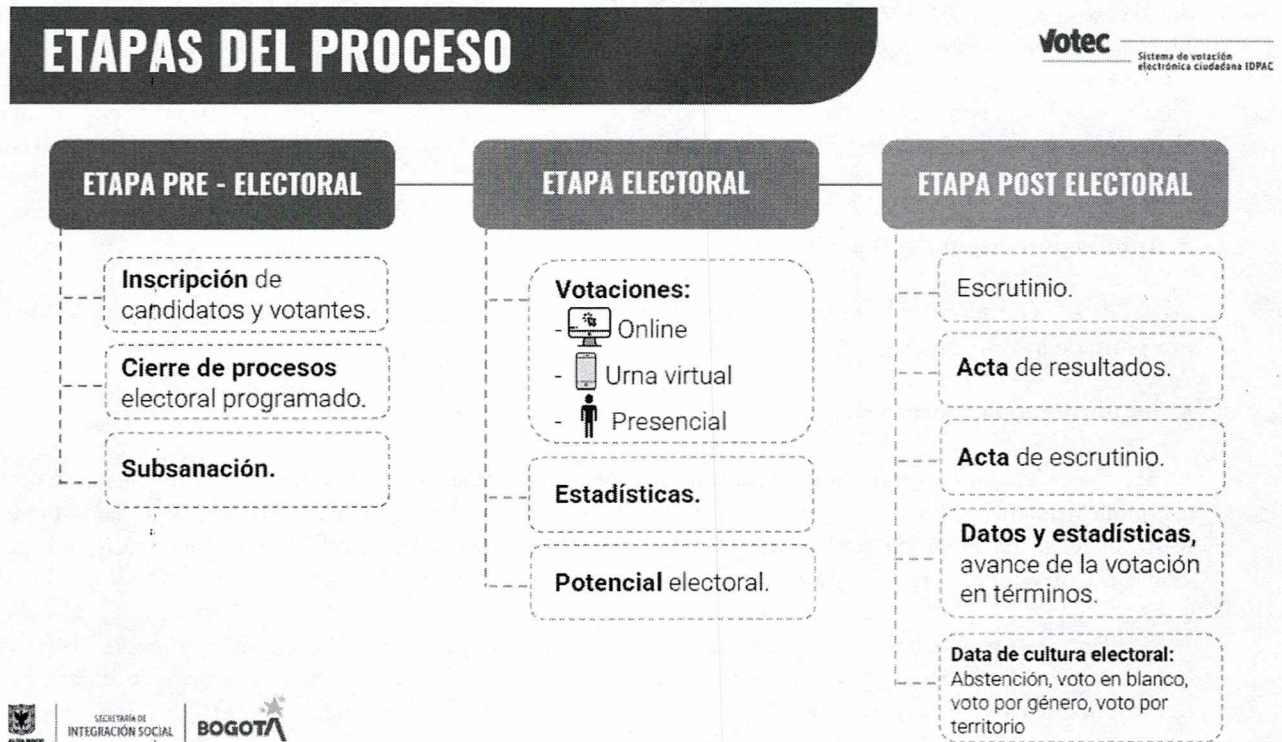 ETAPAS DEL PROCESO
Votec
Sistema de votación
electrónica ciudadana IDPAC
ETAPA PRE - ELECTORAL
Inscripción de
candidatos y votantes.
Cierre de procesos
electoral programado.
Subsanación.
ETAPA ELECTORAL
Votaciones:
- Online
- Urna virtual
- Presencial
Estadísticas.
Potencial electoral.
ETAPA POST ELECTORAL
Escrutinio.
Acta de resultados.
Acta de escrutinio.
Datos y estadísticas,
avance de la votación
en términos.
Data de cultura electoral:
Abstención, voto en blanco,
voto por género, voto por
territorio
SECRETARÍA DE
INTEGRACIÓN SOCIAL
BOGOTÁ